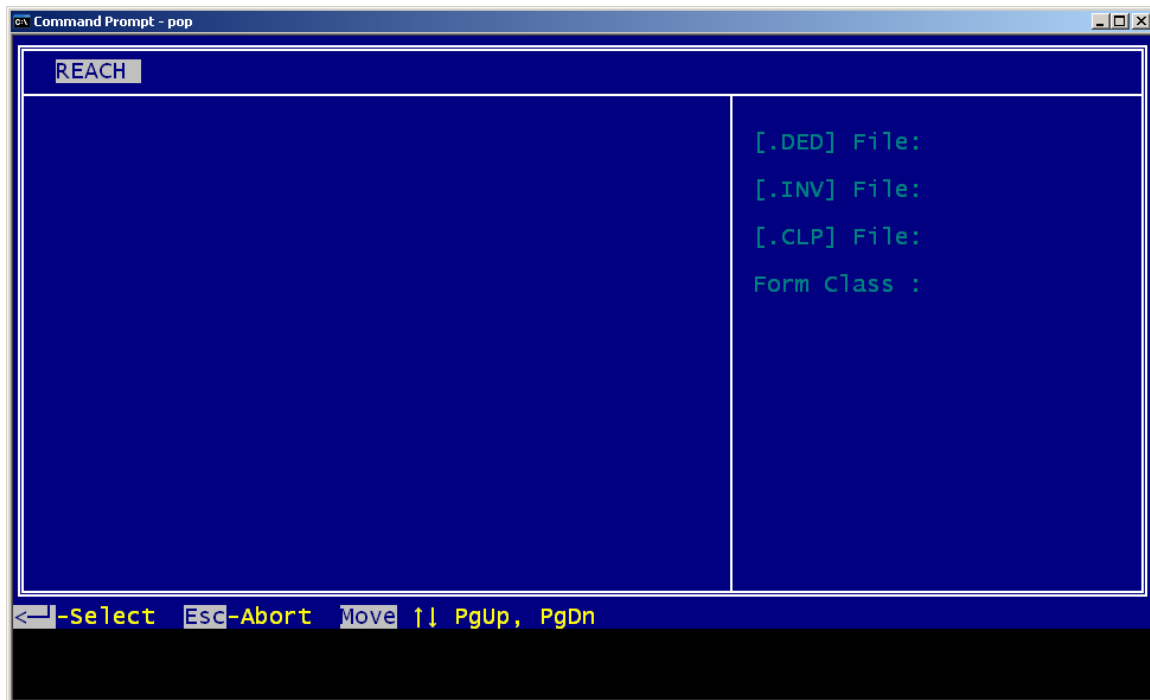 Command Prompt - pop
REACH
[.DED] File:
[.INV] File:
[.CLP] File:
Form Class :
<─┘-Select Esc-Abort Move ↑↓ PgUp, PgDn